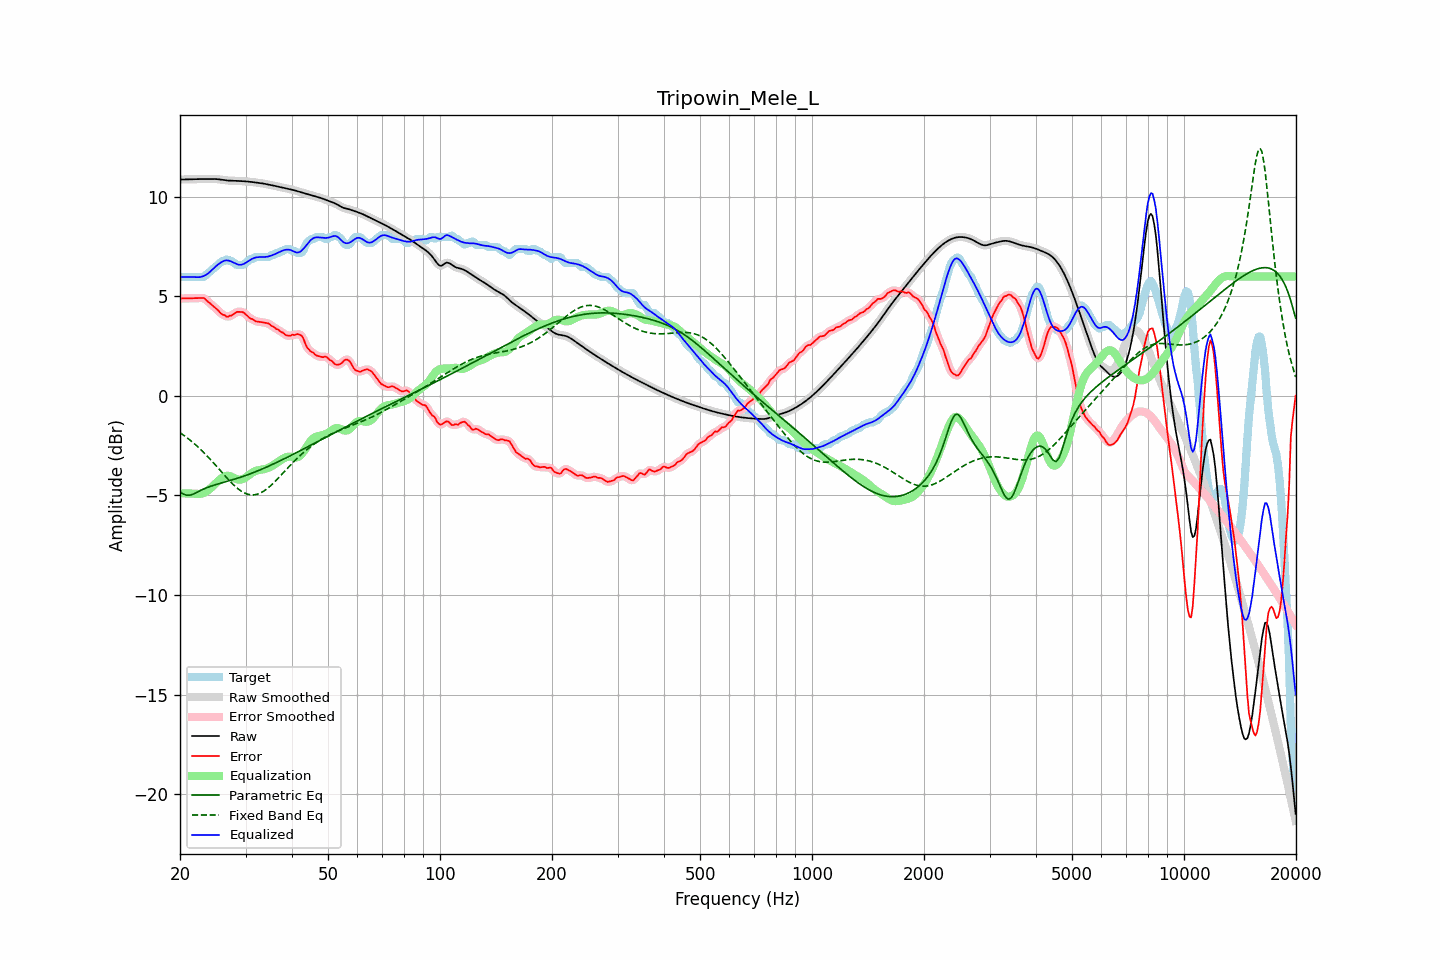 Tripowin_Mele_L
Amplitude (dBr)
10
5
0
−5
−10
−15
−20
Target
Raw Smoothed
Error Smoothed
Raw
Error
Equalization
Parametric Eq
Fixed Band Eq
Equalized
20 50 100 200 500 1000 2000 5000 10000 20000
Frequency (Hz)